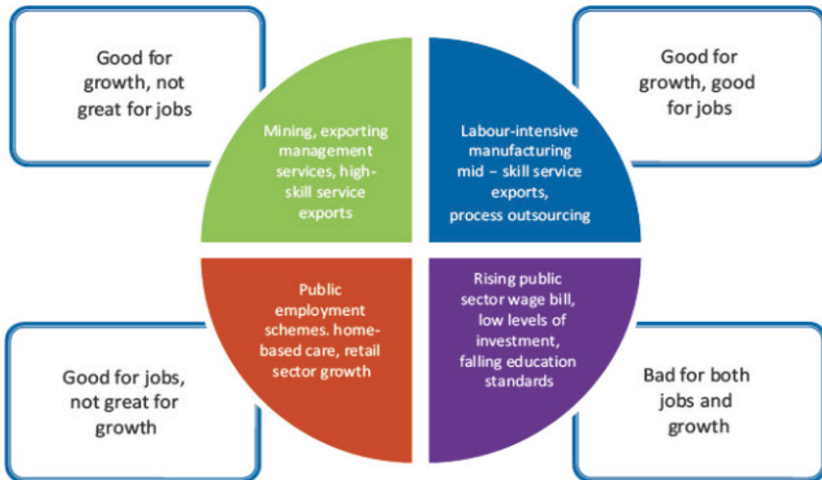 Good for
growth, not
great for jobs
Good for
growth, good
for jobs
Mining, exporting
management
services, high-
skill service
exports
Labour-intensive
manufacturing
mid – skill service
exports,
process outsourcing
Public
employment
schemes. home-
based care, retail
sector growth
Rising public
sector wage bill,
low levels of
investment,
falling education
standards
Good for jobs,
not great for
growth
Bad for both
jobs and
growth